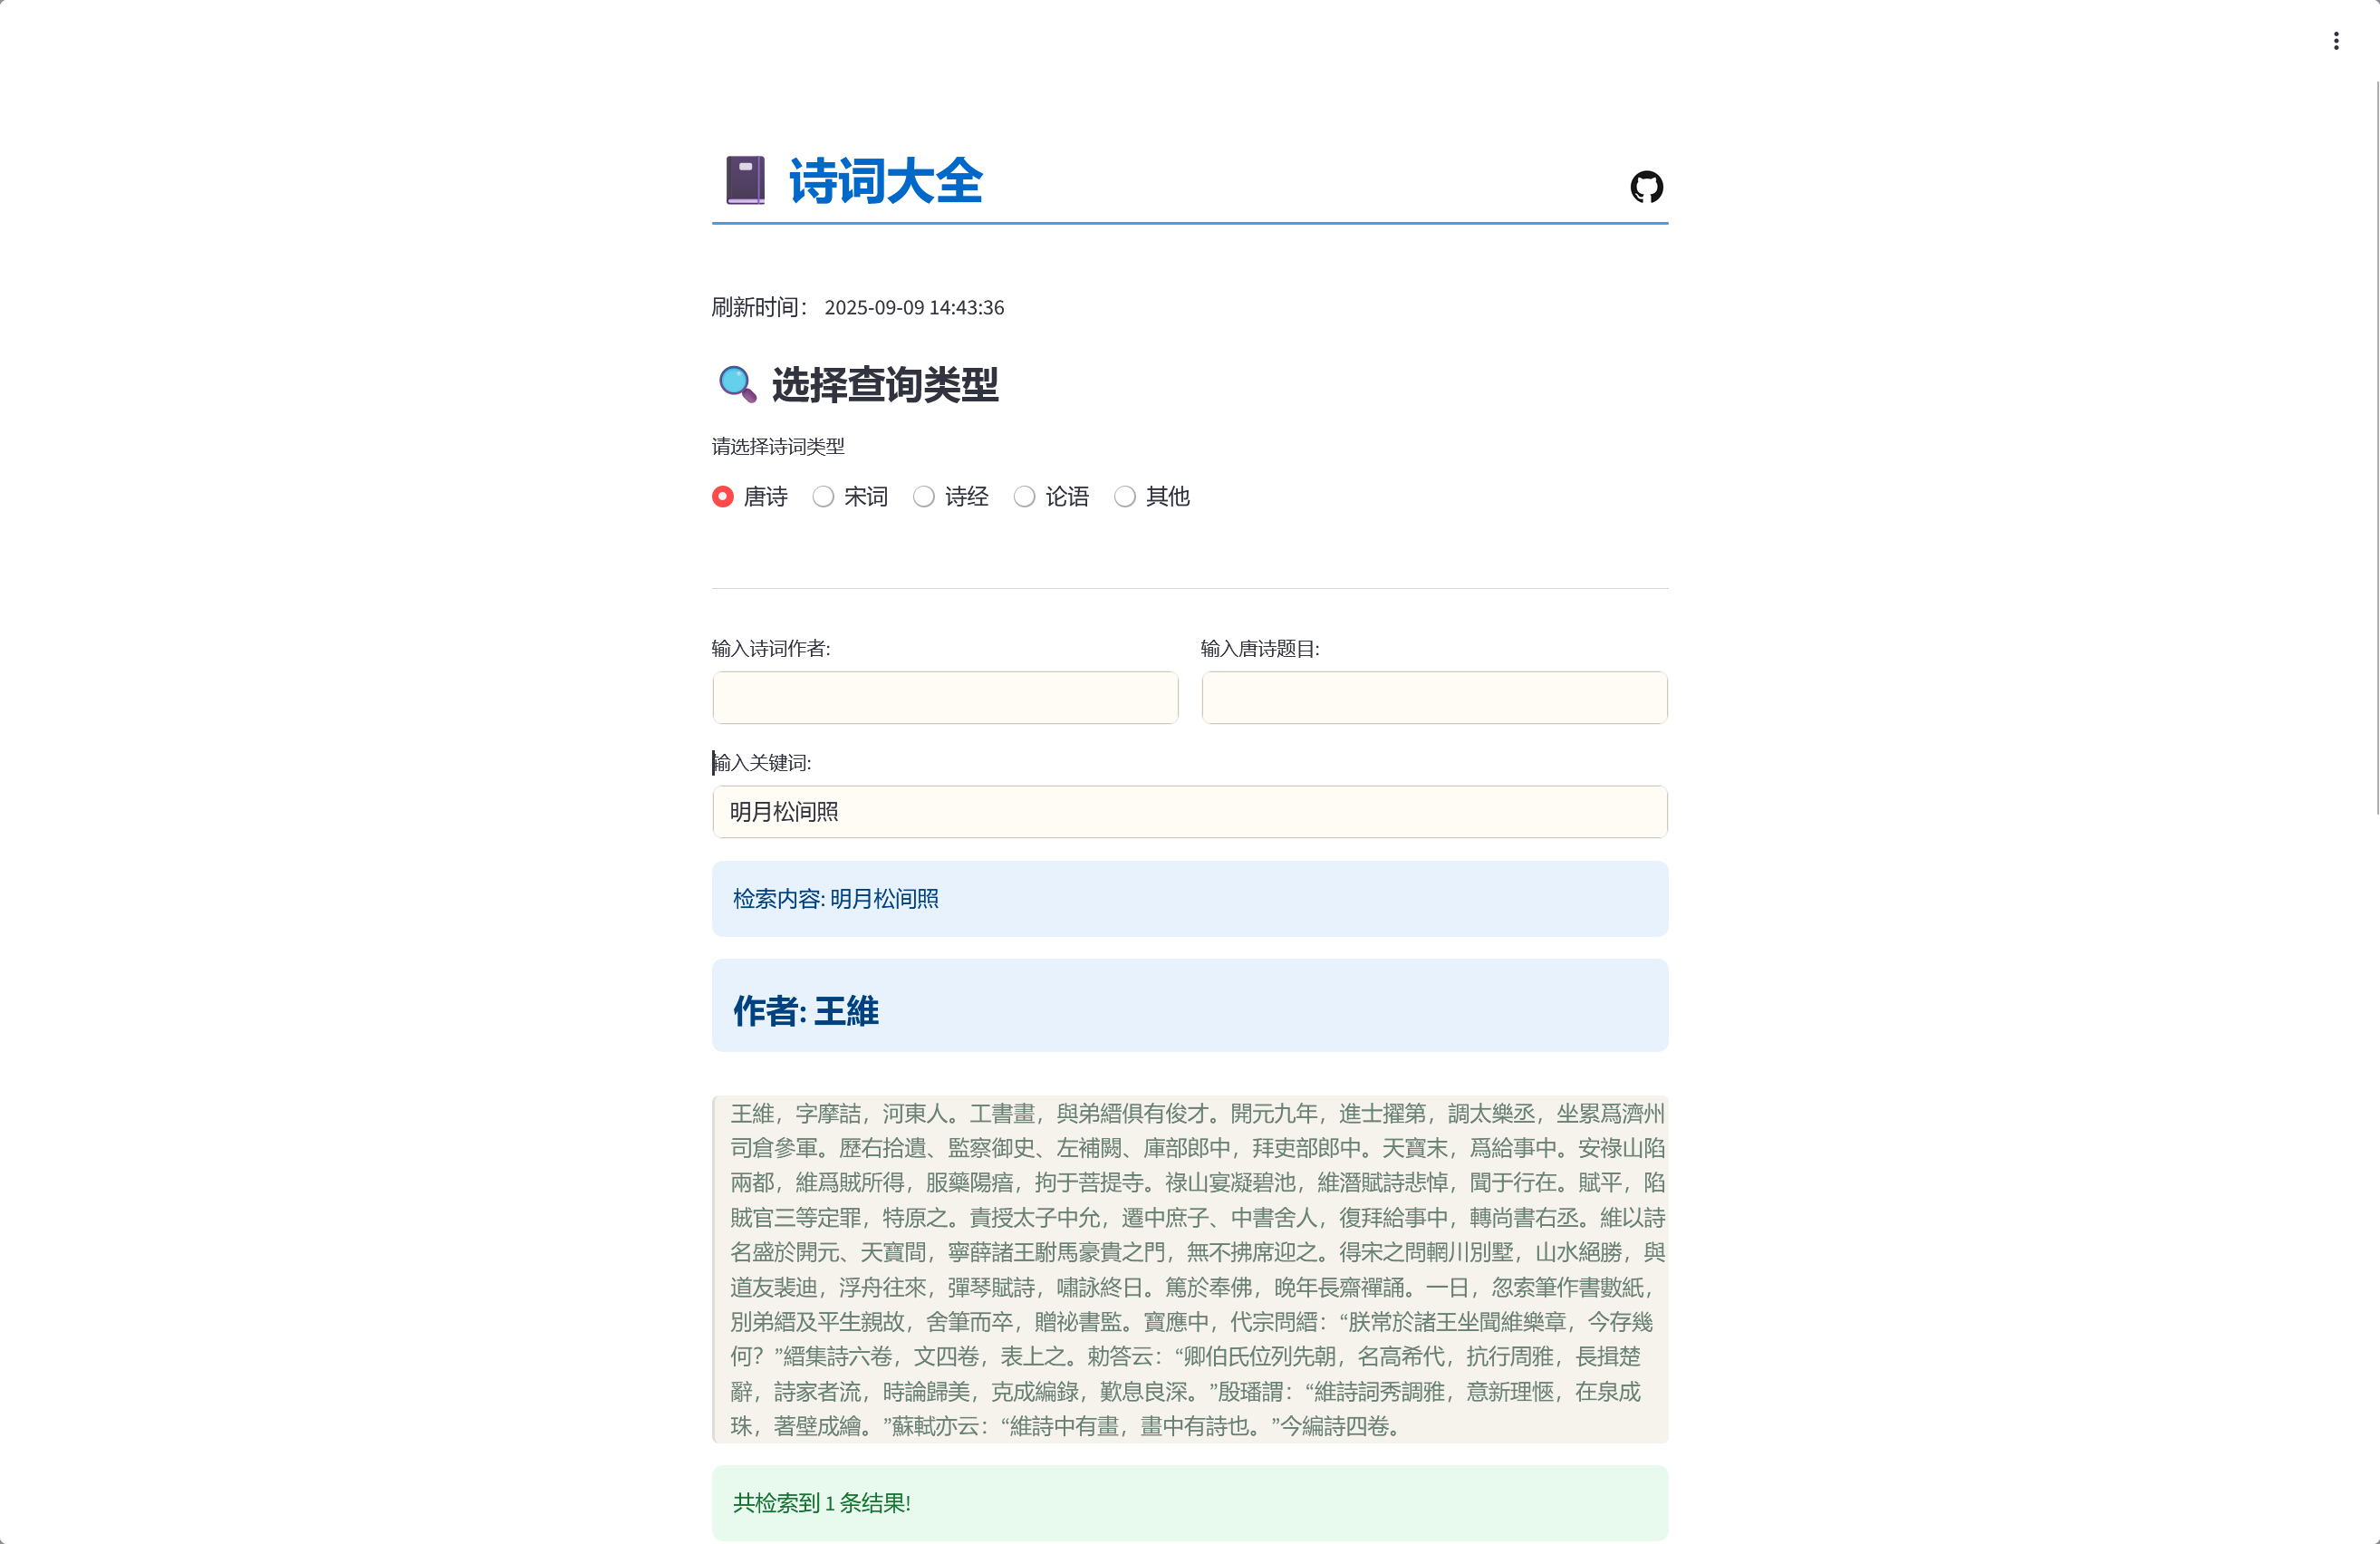 诗词大全
刷新时间： 2025-09-09 14:43:36
选择查询类型
请选择诗词类型
唐诗 宋词 诗经 论语 其他
输入诗词作者: 输入唐诗题目:
输入关键词:
明月松间照
检索内容: 明月松间照
作者: 王維
王維，字摩詰，河東人。工書畫，與弟縉俱有俊才。開元九年，進士擢第，調太樂丞，坐累爲濟州
司倉參軍。歷右拾遺、監察御史、左補闕、庫部郎中，拜吏部郎中。天寶末，爲給事中。安祿山陷
兩都，維爲賊所得，服藥陽瘖，拘于菩提寺。祿山宴凝碧池，維潛賦詩悲悼，聞于行在。賦平，陷
賊官三等定罪，特原之。責授太子中允，遷中庶子、中書舍人，復拜給事中，轉尚書右丞。維以詩
名盛於開元、天寶間，寧薛諸王駙馬豪貴之門，無不拂席迎之。得宋之問輞川別墅，山水絕勝，與
道友裴迪，浮舟往來，彈琴賦詩，嘯詠終日。篤於奉佛，晚年長齋禪誦。一日，忽索筆作書數紙，
別弟縉及平生親故，舍筆而卒，贈祕書監。寶應中，代宗問縉：“朕常於諸王坐聞維樂章，今存幾
何？”縉集詩六卷，文四卷，表上之。勅答云：“卿伯氏位列先朝，名高希代，抗行周雅，長揖楚
辭，詩家者流，時論歸美，克成編錄，歎息良深。”殷璠謂：“維詩詞秀調雅，意新理愜，在泉成
珠，著壁成繪。”蘇軾亦云：“維詩中有畫，畫中有詩也。”今編詩四卷。
共检索到 1 条结果!